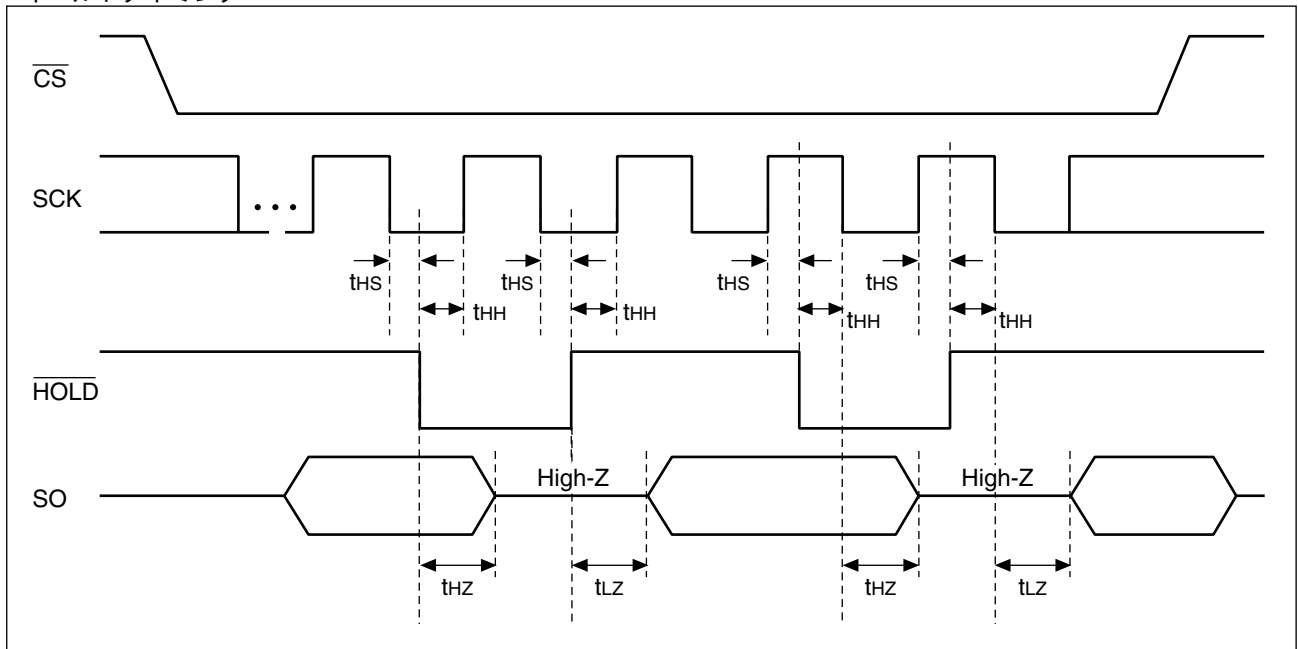 CS
SCK
• • •
tHS
tHS
tHS
tHS
tHH
tHH
tHH
tHH
HOLD
High-Z
High-Z
SO
tHZ
tLZ
tHZ
tLZ